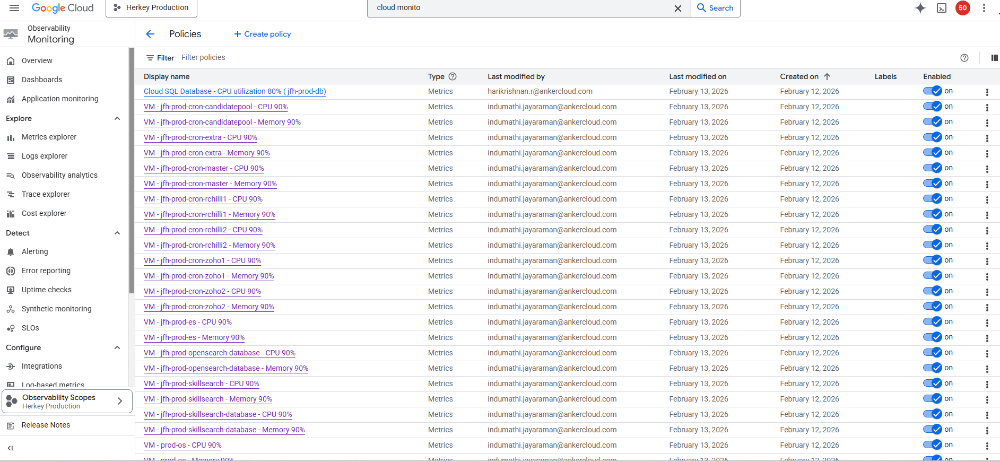 Google Cloud
Herkey Production
cloud monito
Search
50
Observability
Monitoring
Policies
Create policy
Overview
Dashboards
Application monitoring
Explore
Metrics explorer
Logs explorer
Observability analytics
Trace explorer
Cost explorer
Detect
Alerting
Error reporting
Uptime checks
Synthetic monitoring
SLOs
Configure
Integrations
Log-based metrics
Observability Scopes
Herkey Production
Release Notes
Filter Filter policies
Display name Type Last modified by Last modified on Created on Labels Enabled
Cloud SQL Database - CPU utilization 80% ( jfh-prod-db) Metrics harikrishnan.r@ankercloud.com February 13, 2026 February 12, 2026 on
VM - jfh-prod-cron-candidatepool - CPU 90% Metrics indumathi.jayaraman@ankercloud.com February 13, 2026 February 12, 2026 on
VM - jfh-prod-cron-candidatepool - Memory 90% Metrics indumathi.jayaraman@ankercloud.com February 13, 2026 February 12, 2026 on
VM - jfh-prod-cron-extra - CPU 90% Metrics indumathi.jayaraman@ankercloud.com February 13, 2026 February 12, 2026 on
VM - jfh-prod-cron-extra - Memory 90% Metrics indumathi.jayaraman@ankercloud.com February 13, 2026 February 12, 2026 on
VM - jfh-prod-cron-master - CPU 90% Metrics indumathi.jayaraman@ankercloud.com February 13, 2026 February 12, 2026 on
VM - jfh-prod-cron-master - Memory 90% Metrics indumathi.jayaraman@ankercloud.com February 13, 2026 February 12, 2026 on
VM - jfh-prod-cron-rchilli1 - CPU 90% Metrics indumathi.jayaraman@ankercloud.com February 13, 2026 February 12, 2026 on
VM - jfh-prod-cron-rchilli1 - Memory 90% Metrics indumathi.jayaraman@ankercloud.com February 13, 2026 February 12, 2026 on
VM - jfh-prod-cron-rchilli2 - CPU 90% Metrics indumathi.jayaraman@ankercloud.com February 13, 2026 February 12, 2026 on
VM - jfh-prod-cron-rchilli2 - Memory 90% Metrics indumathi.jayaraman@ankercloud.com February 13, 2026 February 12, 2026 on
VM - jfh-prod-cron-zoho1 - CPU 90% Metrics indumathi.jayaraman@ankercloud.com February 13, 2026 February 12, 2026 on
VM - jfh-prod-cron-zoho1 - Memory 90% Metrics indumathi.jayaraman@ankercloud.com February 13, 2026 February 12, 2026 on
VM - jfh-prod-cron-zoho2 - CPU 90% Metrics indumathi.jayaraman@ankercloud.com February 13, 2026 February 12, 2026 on
VM - jfh-prod-cron-zoho2 - Memory 90% Metrics indumathi.jayaraman@ankercloud.com February 13, 2026 February 12, 2026 on
VM - jfh-prod-es - CPU 90% Metrics indumathi.jayaraman@ankercloud.com February 13, 2026 February 12, 2026 on
VM - jfh-prod-es - Memory 90% Metrics indumathi.jayaraman@ankercloud.com February 13, 2026 February 12, 2026 on
VM - jfh-prod-opensearch-database - CPU 90% Metrics indumathi.jayaraman@ankercloud.com February 13, 2026 February 12, 2026 on
VM - jfh-prod-opensearch-database - Memory 90% Metrics indumathi.jayaraman@ankercloud.com February 13, 2026 February 12, 2026 on
VM - jfh-prod-skillsearch - CPU 90% Metrics indumathi.jayaraman@ankercloud.com February 13, 2026 February 12, 2026 on
VM - jfh-prod-skillsearch - Memory 90% Metrics indumathi.jayaraman@ankercloud.com February 13, 2026 February 12, 2026 on
VM - jfh-prod-skillsearch-database - CPU 90% Metrics indumathi.jayaraman@ankercloud.com February 13, 2026 February 12, 2026 on
VM - jfh-prod-skillsearch-database - Memory 90% Metrics indumathi.jayaraman@ankercloud.com February 13, 2026 February 12, 2026 on
VM - prod-os - CPU 90% Metrics indumathi.jayaraman@ankercloud.com February 13, 2026 February 12, 2026 on
VM - prod-os - Memory 90% Metrics indumathi.jayaraman@ankercloud.com February 13, 2026 February 12, 2026 on